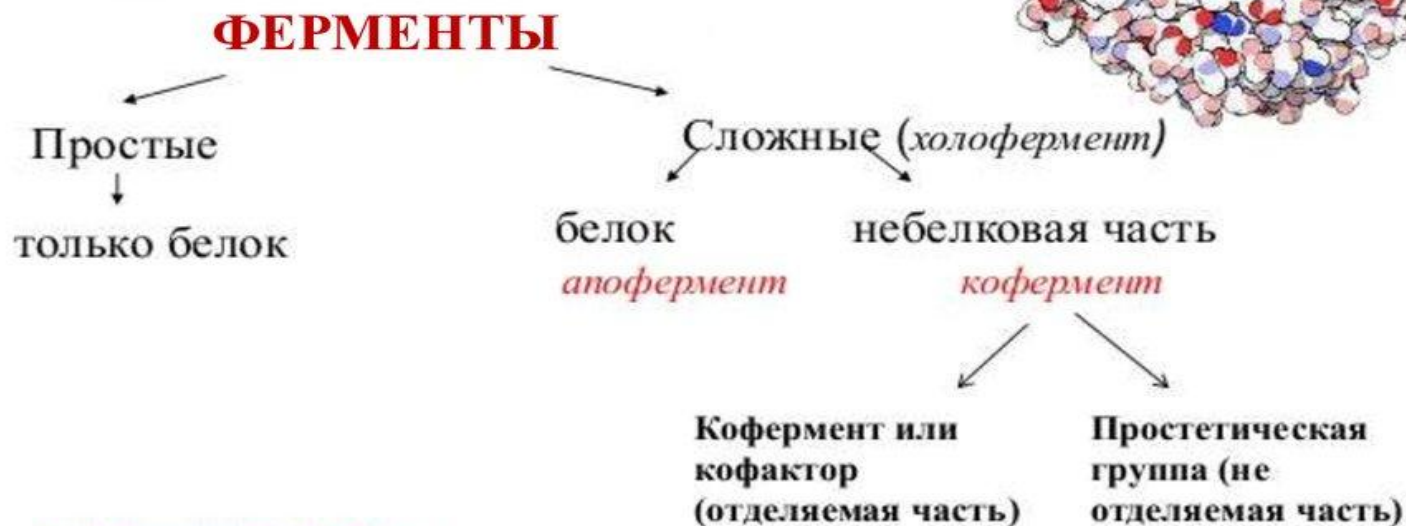 ФЕРМЕНТЫ
Простые
Сложные (холофермент)
только белок
белок
небелковая часть
апофермент
кофермент
Кофермент или
кофактор
(отделяемая часть)
Простетическая
группа (не
отделяемая часть)